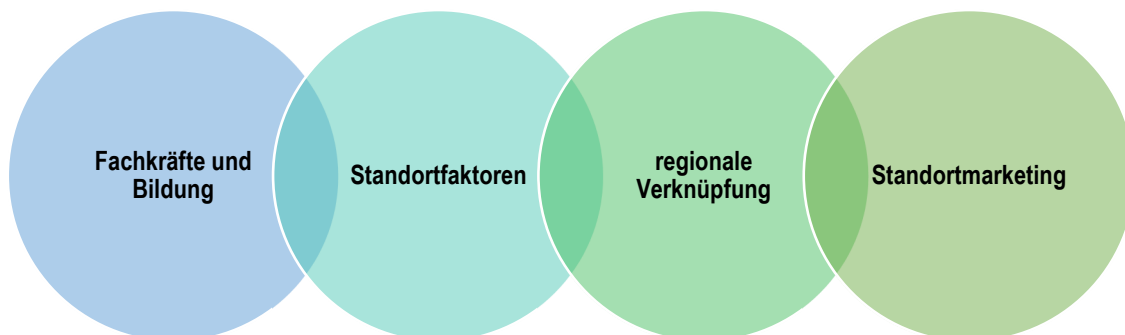 Fachkräfte und
Bildung
Standortfaktoren
regionale
Verknüpfung
Standortmarketing